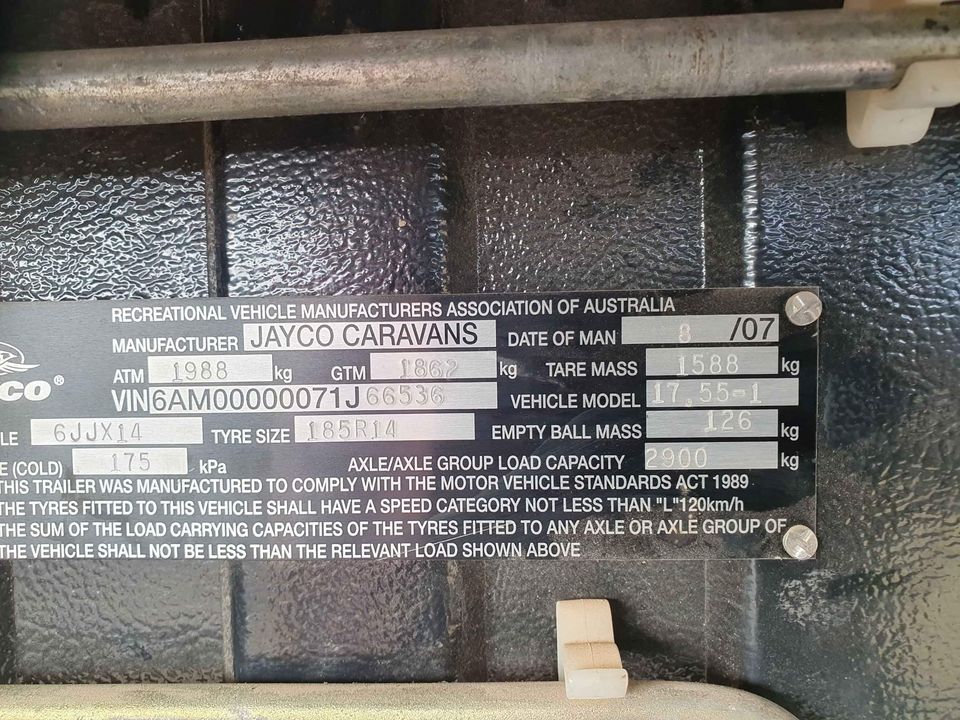 RECREATIONAL VEHICLE MANUFACTURERS ASSOCIATION OF AUSTRALIA
MANUFACTURER JAYCO CARAVANS DATE OF MAN 8 /07
ATM 1988 kg GTM 1862 kg TARE MASS 1588 kg
CO®
VIN 6AM00000071J66536 VEHICLE MODEL 17,55-1
LE 6JJX14 TYRE SIZE 185R14 EMPTY BALL MASS 126 kg
E (COLD) 175 kPa AXLE/AXLE GROUP LOAD CAPACITY 2900 kg
THIS TRAILER WAS MANUFACTURED TO COMPLY WITH THE MOTOR VEHICLE STANDARDS ACT 1989
THE TYRES FITTED TO THIS VEHICLE SHALL HAVE A SPEED CATEGORY NOT LESS THAN "L"120km/h
THE SUM OF THE LOAD CARRYING CAPACITIES OF THE TYRES FITTED TO ANY AXLE OR AXLE GROUP OF
THE VEHICLE SHALL NOT BE LESS THAN THE RELEVANT LOAD SHOWN ABOVE